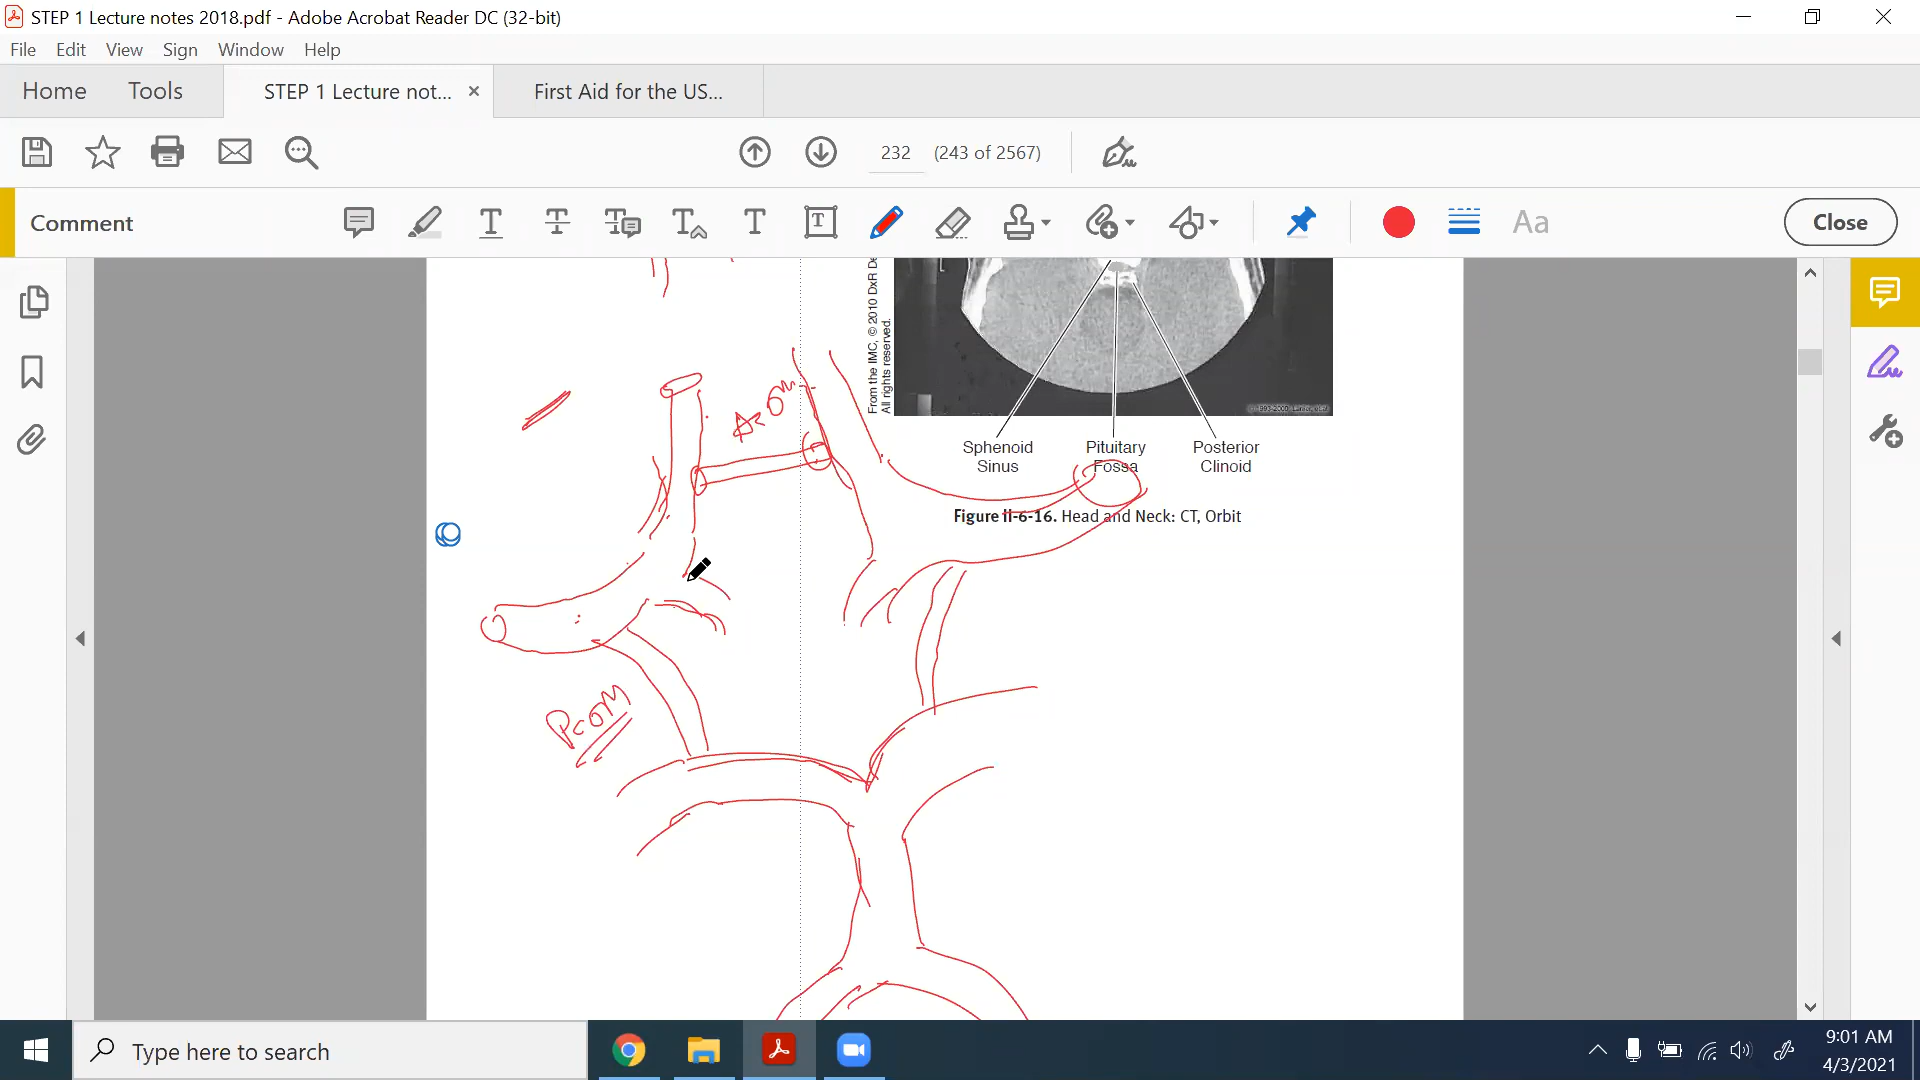 STEP 1 Lecture notes 2018.pdf - Adobe Acrobat Reader DC (32-bit)
File Edit View Sign Window Help
Home Tools STEP 1 Lecture not... × First Aid for the US...
232 (243 of 2567)
Comment Aa Close
From the IMC, © 2010 DxR De
All rights reserved.
L
Acom
Sphenoid Sinus
Pituitary Fossa
Posterior Clinoid
Figure II-6-16. Head and Neck: CT, Orbit
Pcom
Type here to search
9:01 AM
4/3/2021